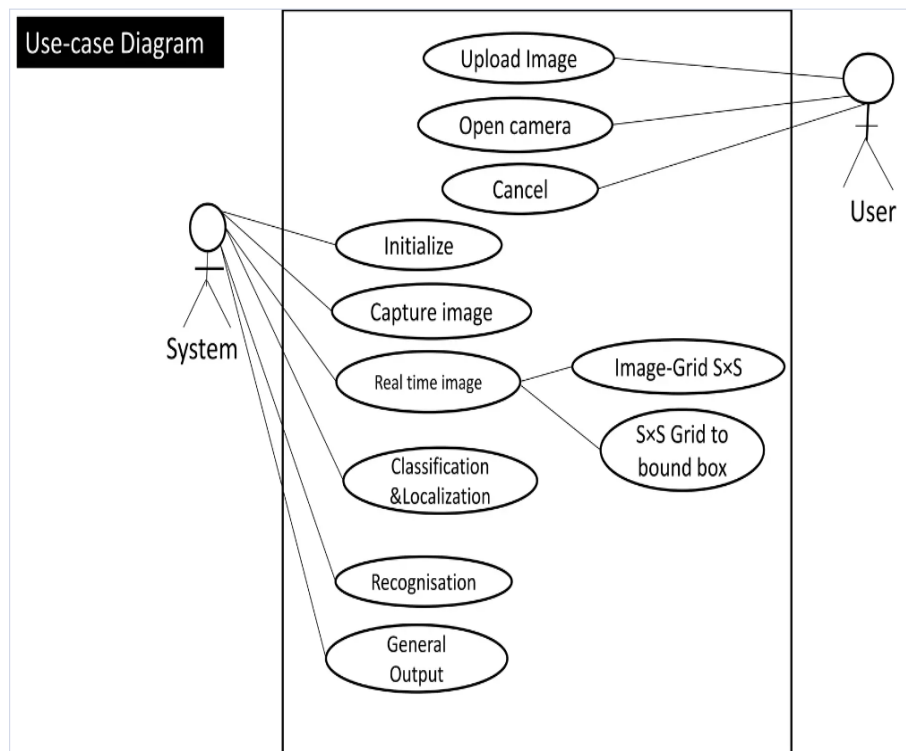 Use-case Diagram
Upload Image
Open camera
Cancel
User
Initialize
Capture image
System
Real time image
Image-Grid S×S
S×S Grid to
bound box
Classification
&Localization
Recognisation
General
Output